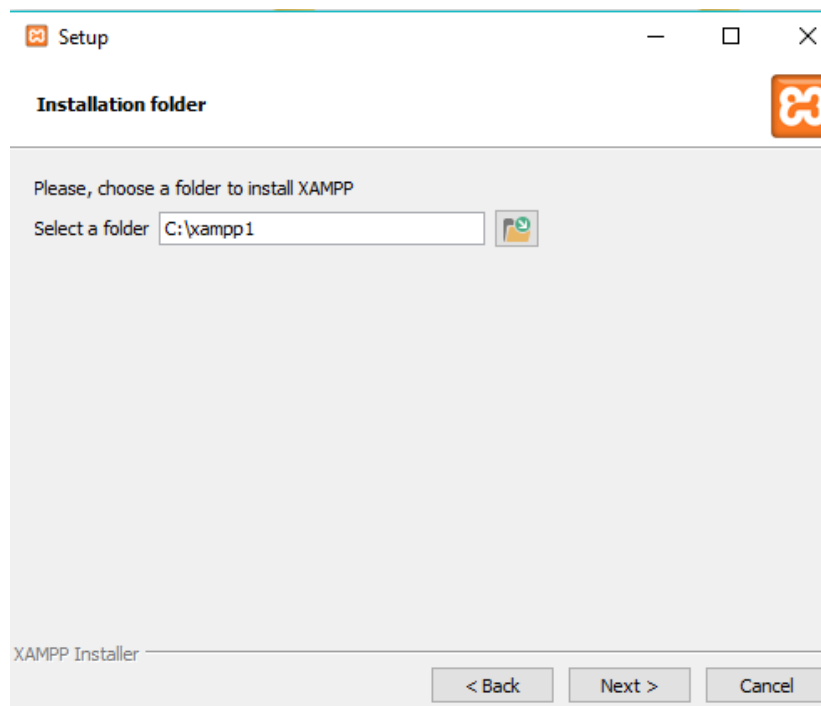 Setup
Installation folder
Please, choose a folder to install XAMPP
Select a folder C:\xampp1
XAMPP Installer
< Back Next > Cancel